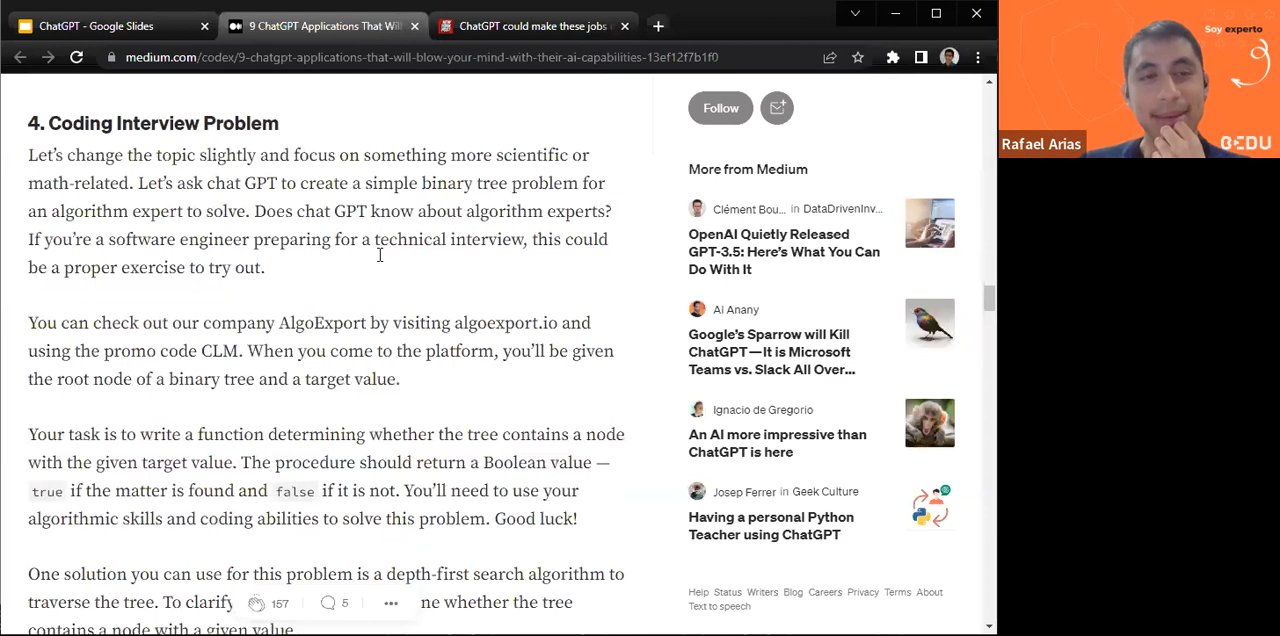 ChatGPT - Google Slides
9 ChatGPT Applications That Will
ChatGPT could make these jobs
medium.com/codex/9-chatgpt-applications-that-will-blow-your-mind-with-their-ai-capabilities-13ef12f7b1f0
4. Coding Interview Problem
Let's change the topic slightly and focus on something more scientific or
math-related. Let's ask chat GPT to create a simple binary tree problem for
an algorithm expert to solve. Does chat GPT know about algorithm experts?
If you're a software engineer preparing for a technical interview, this could
be a proper exercise to try out.
You can check out our company AlgoExport by visiting algoexport.io and
using the promo code CLM. When you come to the platform, you'll be given
the root node of a binary tree and a target value.
Your task is to write a function determining whether the tree contains a node
with the given target value. The procedure should return a Boolean value —
true if the matter is found and false if it is not. You'll need to use your
algorithmic skills and coding abilities to solve this problem. Good luck!
One solution you can use for this problem is a depth-first search algorithm to
traverse the tree. To clarify ne whether the tree
contains a node with a given value.
157
5
Follow
More from Medium
Clément Bou... in DataDrivenInv...
OpenAI Quietly Released
GPT-3.5: Here's What You Can
Do With It
Al Anany
Google's Sparrow will Kill
ChatGPT — It is Microsoft
Teams vs. Slack All Over...
Ignacio de Gregorio
An AI more impressive than
ChatGPT is here
Josep Ferrer in Geek Culture
Having a personal Python
Teacher using ChatGPT
Help Status Writers Blog Careers Privacy Terms About
Text to speech
Soy experto
BEDU
Rafael Arias